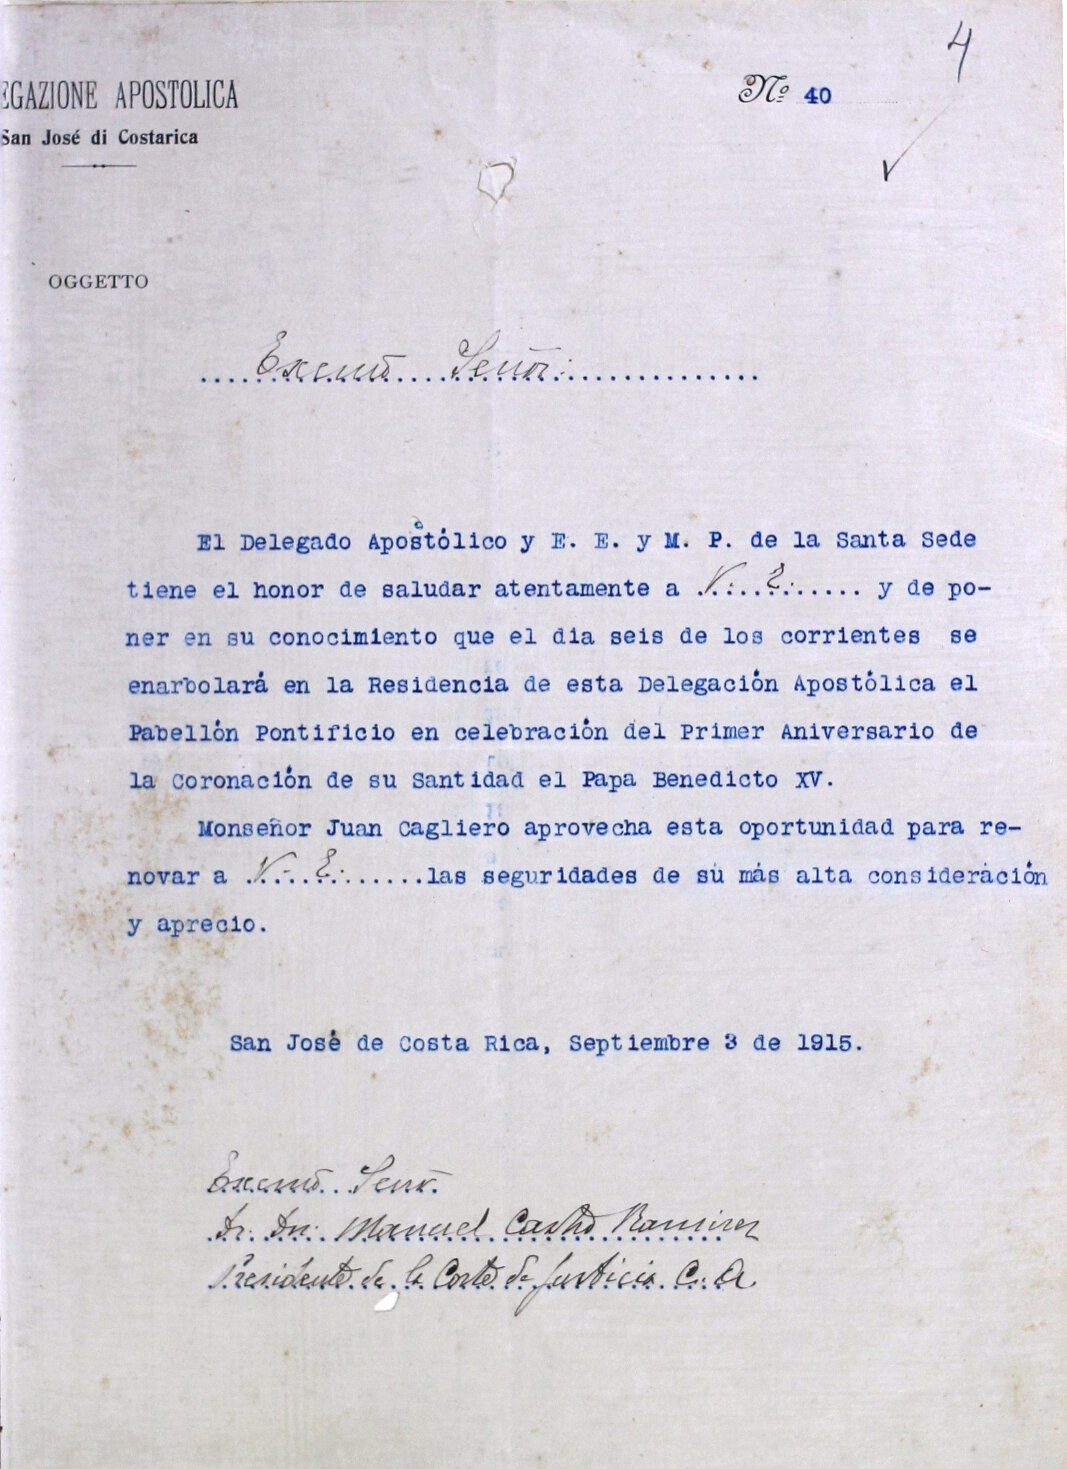 4
EGAZIONE APOSTOLICA
Nº 40
San José di Costarica
OGGETTO
Excmō Señor:
El Delegado Apostólico y E. E. y M. P. de la Santa Sede
tiene el honor de saludar atentamente a V. E. y de po-
ner en su conocimiento que el dia seis de los corrientes se
enarbolará en la Residencia de esta Delegación Apostólica el
Pabellón Pontificio en celebración del Primer Aniversario de
la Coronación de su Santidad el Papa Benedicto XV.
Monseñor Juan Cagliero aprovecha esta oportunidad para re-
novar a V. E. las seguridades de su más alta consideración
y aprecio.
San José de Costa Rica, Septiembre 3 de 1915.
Excmō Señr.
Dr. Dn. Manuel Castro Ramirez
Presidente de la Corte de Justicia C. A.